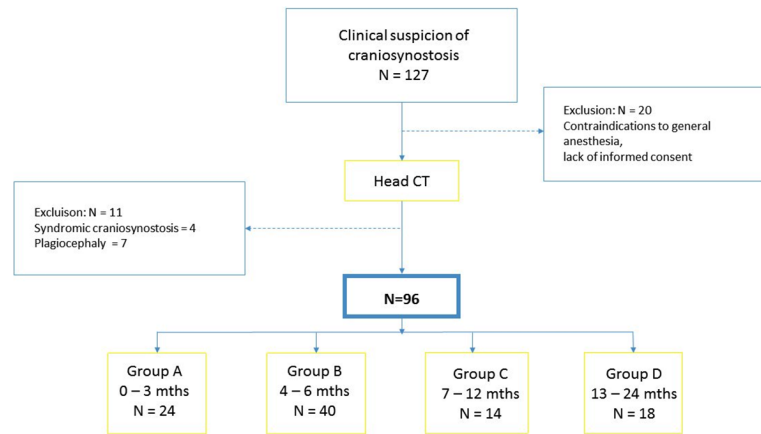 Clinical suspicion of
craniosynostosis
N = 127
Exclusion: N = 20
Contraindications to general
anesthesia,
lack of informed consent
Head CT
Excluison: N = 11
Syndromic craniosynostosis = 4
Plagiocephaly = 7
N=96
Group A
0 – 3 mths
N = 24
Group B
4 – 6 mths
N = 40
Group C
7 – 12 mths
N = 14
Group D
13 – 24 mths
N = 18